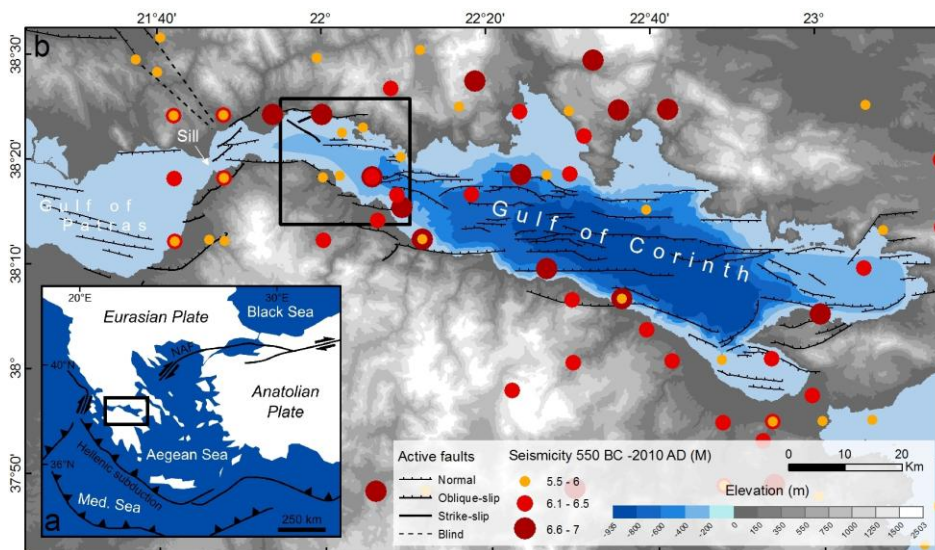 21°40' 22° 22°20' 22°40' 23°
b
38°30'
38°20'
38°10'
38°
37°50'
Sill
Gulf of
Patras
Gulf of Corinth
20°E 30°E
Eurasian Plate
Black Sea
NAF
40°N
Anatolian
Plate
Aegean Sea
36°N
Hellenic subduction
Med. Sea
a
250 km
Active faults
Normal
Oblique-slip
Strike-slip
Blind
Seismicity 550 BC -2010 AD (M)
5.5 - 6
6.1 - 6.5
6.6 - 7
0 10 20
Km
Elevation (m)
-935 -800 -600 -400 -200 0 150 350 550 750 1000 1250 1500 2503